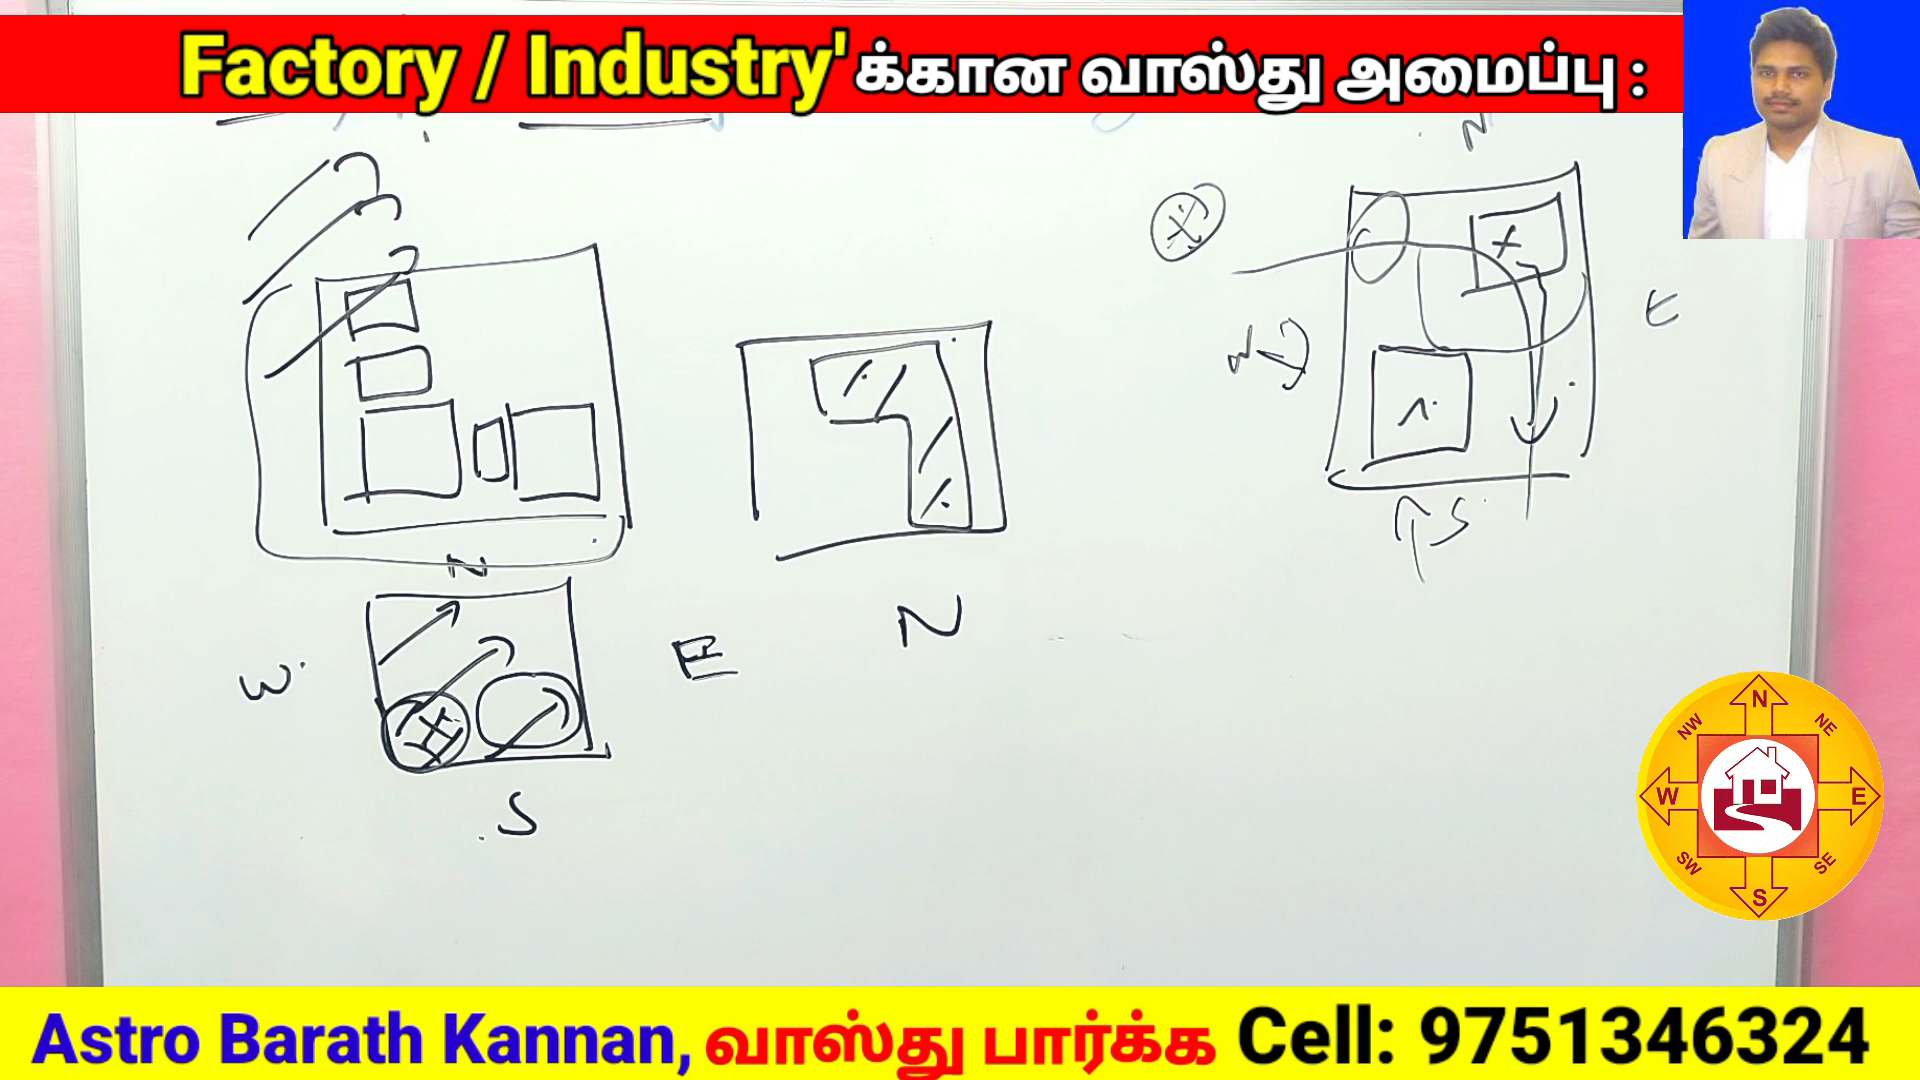 Factory / Industry'க்கான வாஸ்து அமைப்பு :
N
E
S
N
W
E
N
S
N
NW
NE
W
E
SW
SE
S
Astro Barath Kannan, வாஸ்து பார்க்க Cell: 9751346324